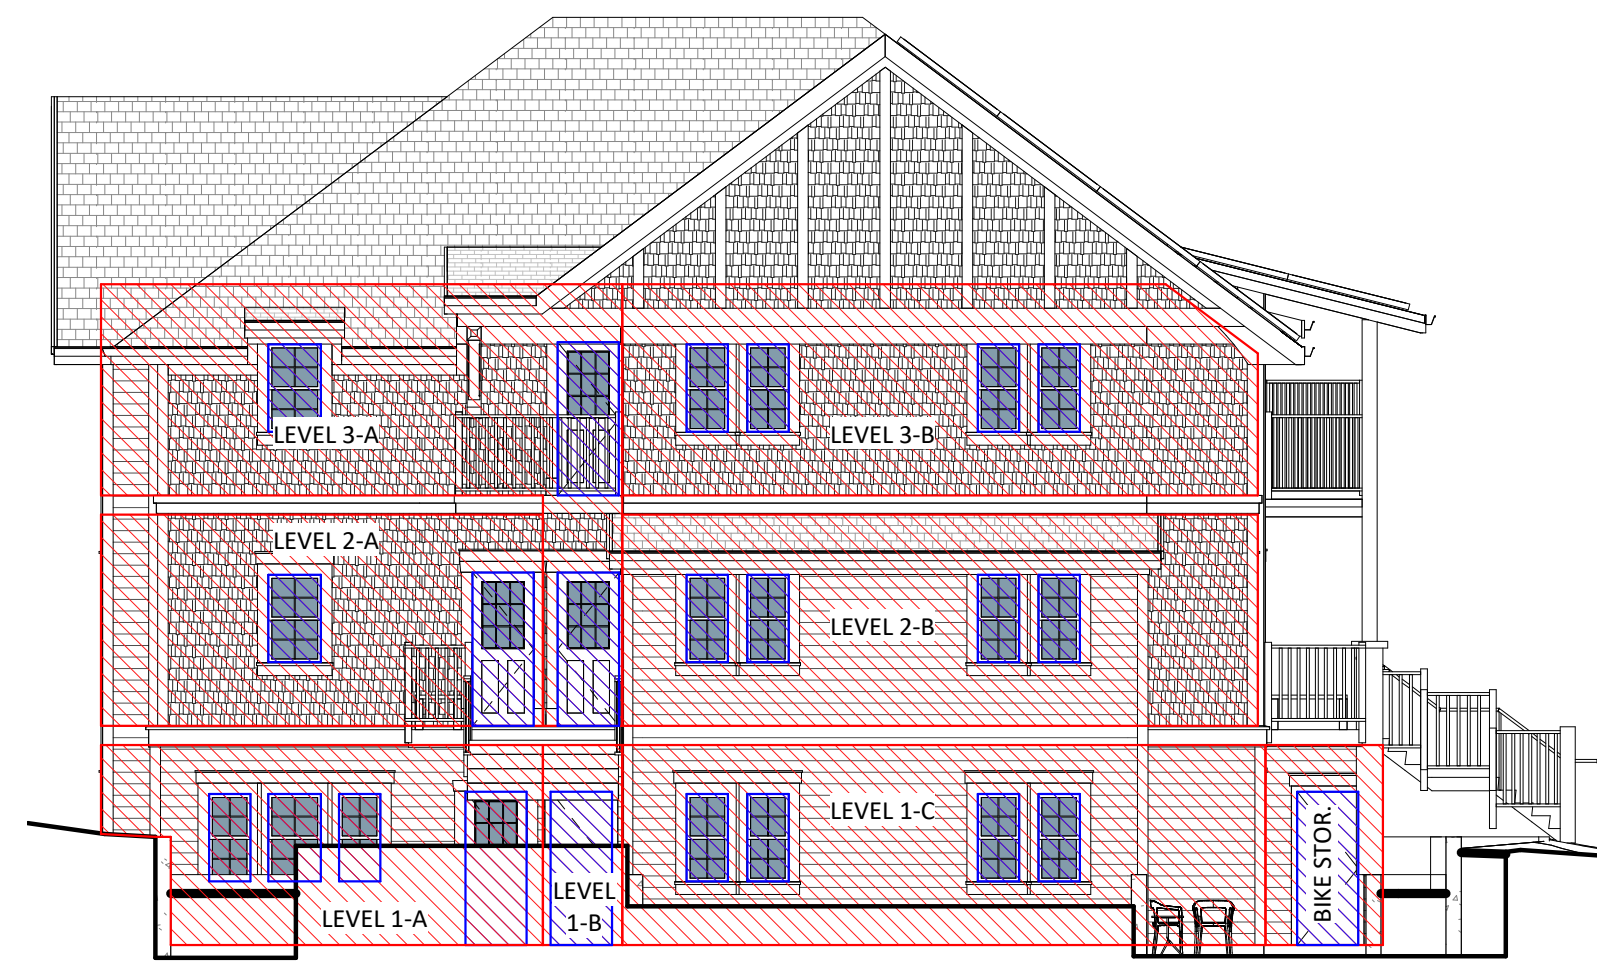 LEVEL 3-A
LEVEL 3-B
LEVEL 2-A
LEVEL 2-B
LEVEL 1-C
LEVEL
1-B
LEVEL 1-A
BIKE STOR.